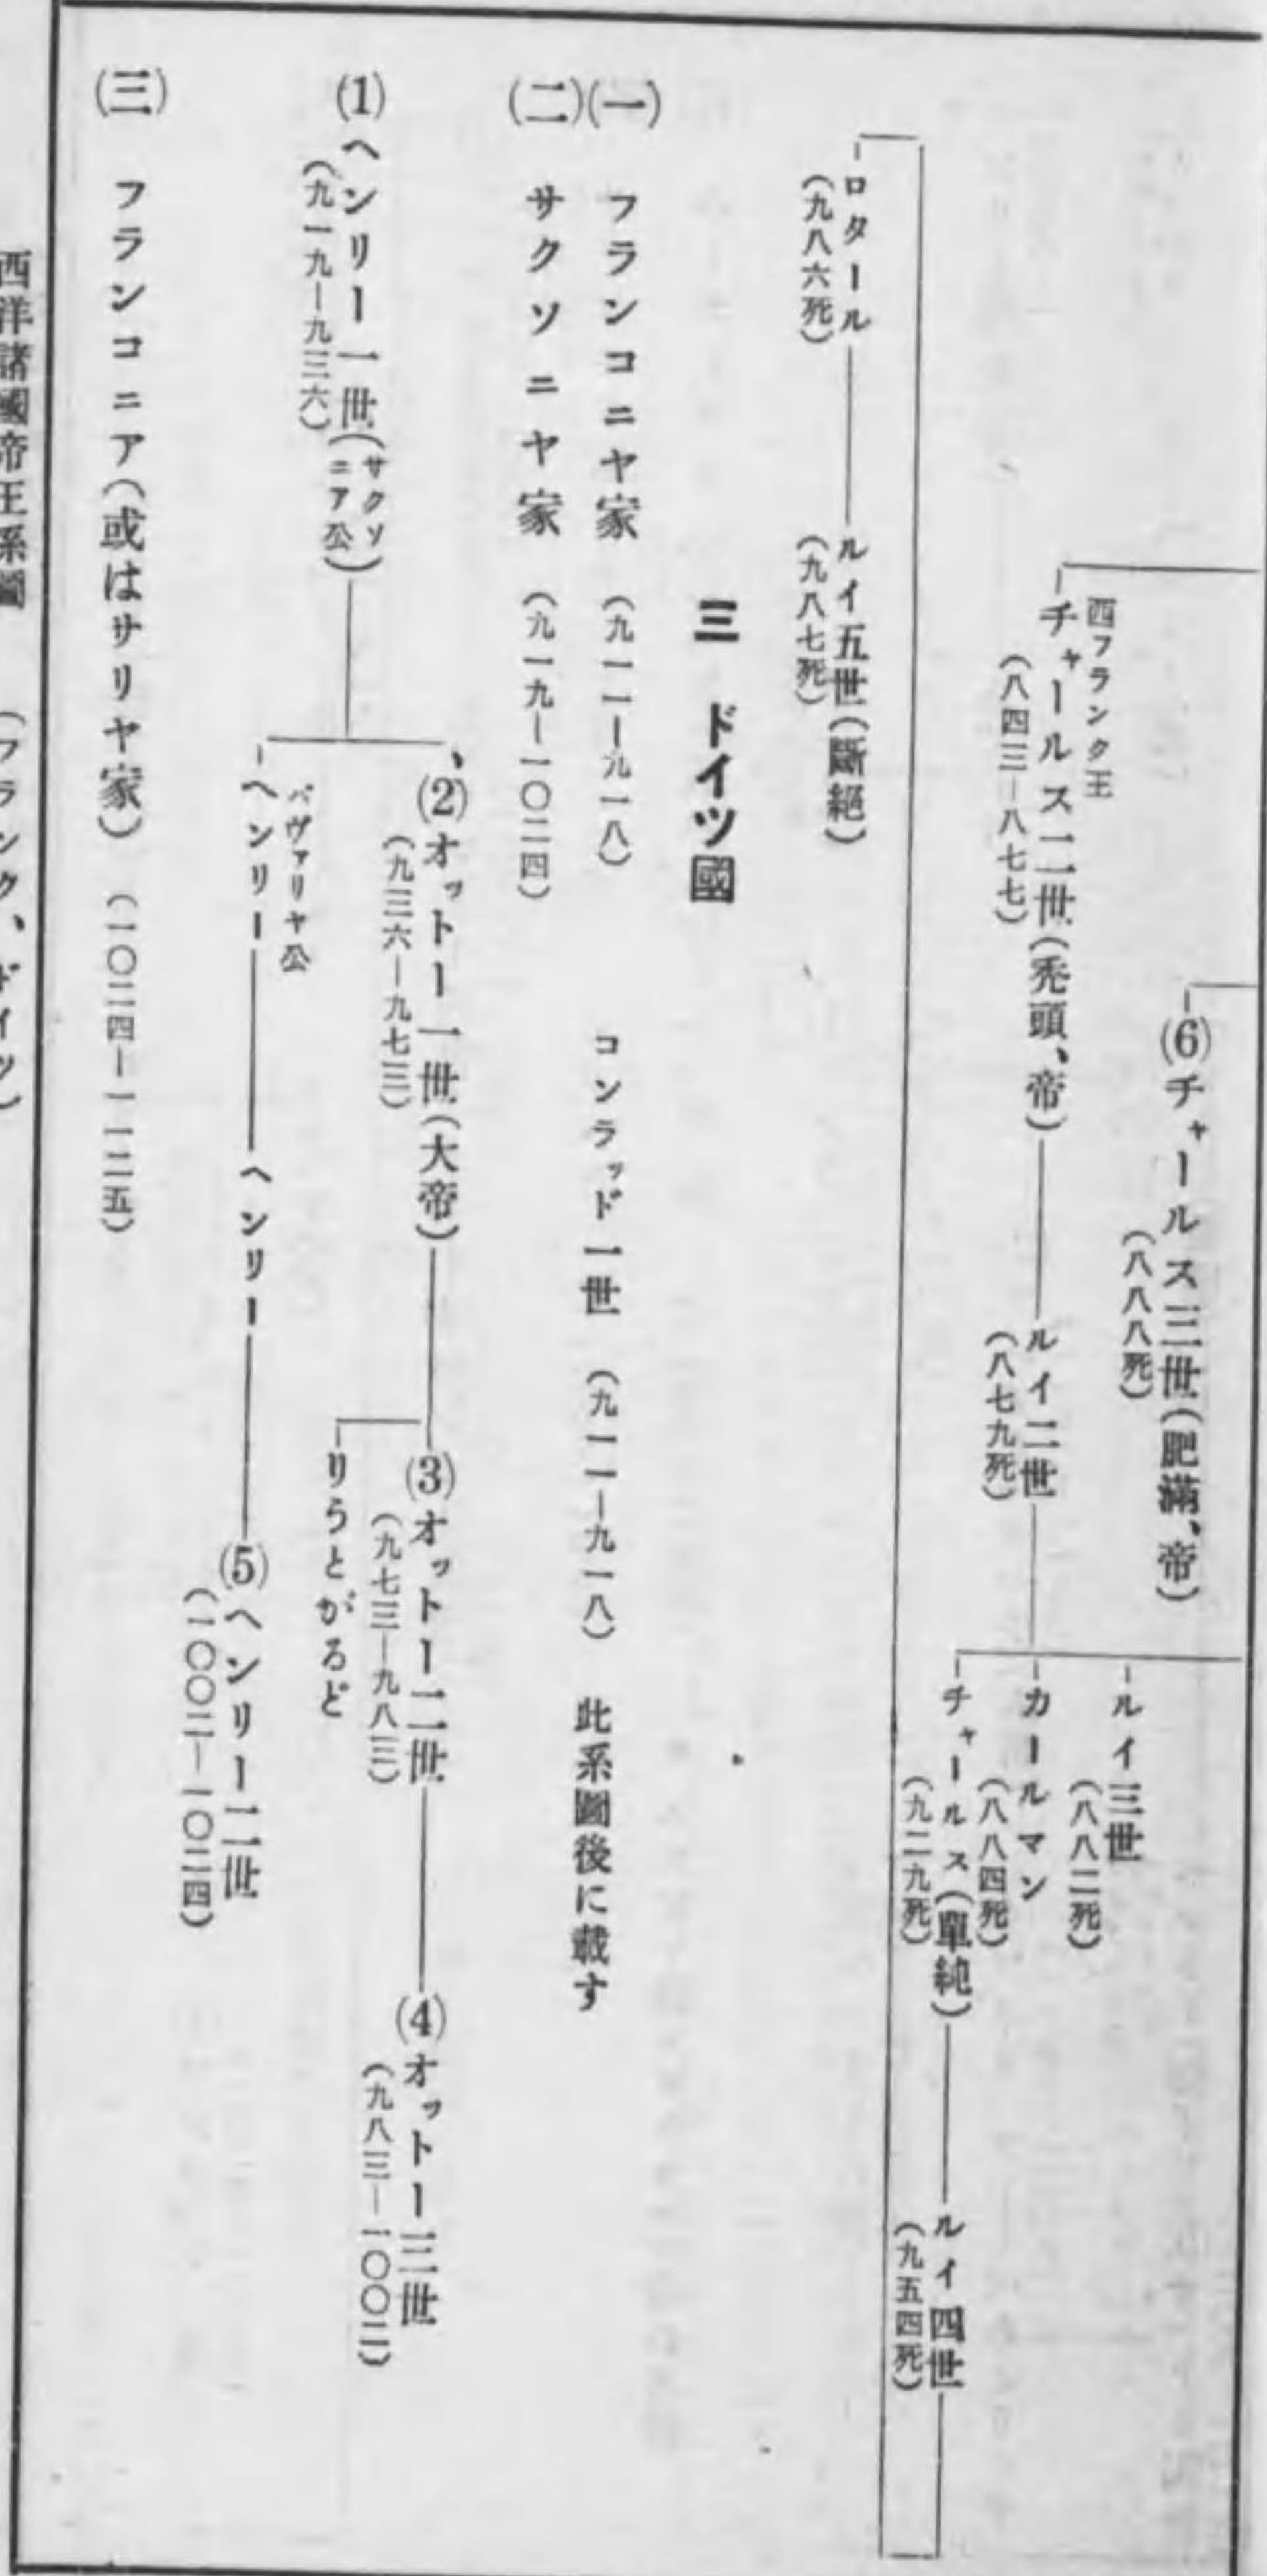 (6)チャールス三世(肥滿、帝)
(八八八死)
西フランク王
チャールス二世(禿頭、帝)
(八四三―八七七)
ルイ二世
(八七九死)
ルイ三世
(八八二死)
カールマン
(八八四死)
チャールス(單純)
(九二九死)
ルイ四世
(九五四死)
ロタール
(九八六死)
ルイ五世(斷絕)
(九八七死)
三 ドイツ國
(一) フランコニヤ家 (九一一―九一八) コンラッド一世 (九一一―九一八) 此系圖後に載す
(二) サクソニヤ家 (九一九―一〇二四)
(1)ヘンリー一世(サクソニア公)
(九一九―九三六)
(2)オットー一世(大帝)
(九三六―九七三)
(3)オットー二世
(九七三―九八三)
(4)オットー三世
(九八三―一〇〇二)
りうとがるど
バヴァリヤ公
ヘンリー
ヘンリー
(5)ヘンリー二世
(一〇〇二―一〇二四)
(三) フランコニア(或はサリヤ家) (一〇二四―一一二五)
西洋諸國帝王系圖 (フランク、ドイツ)